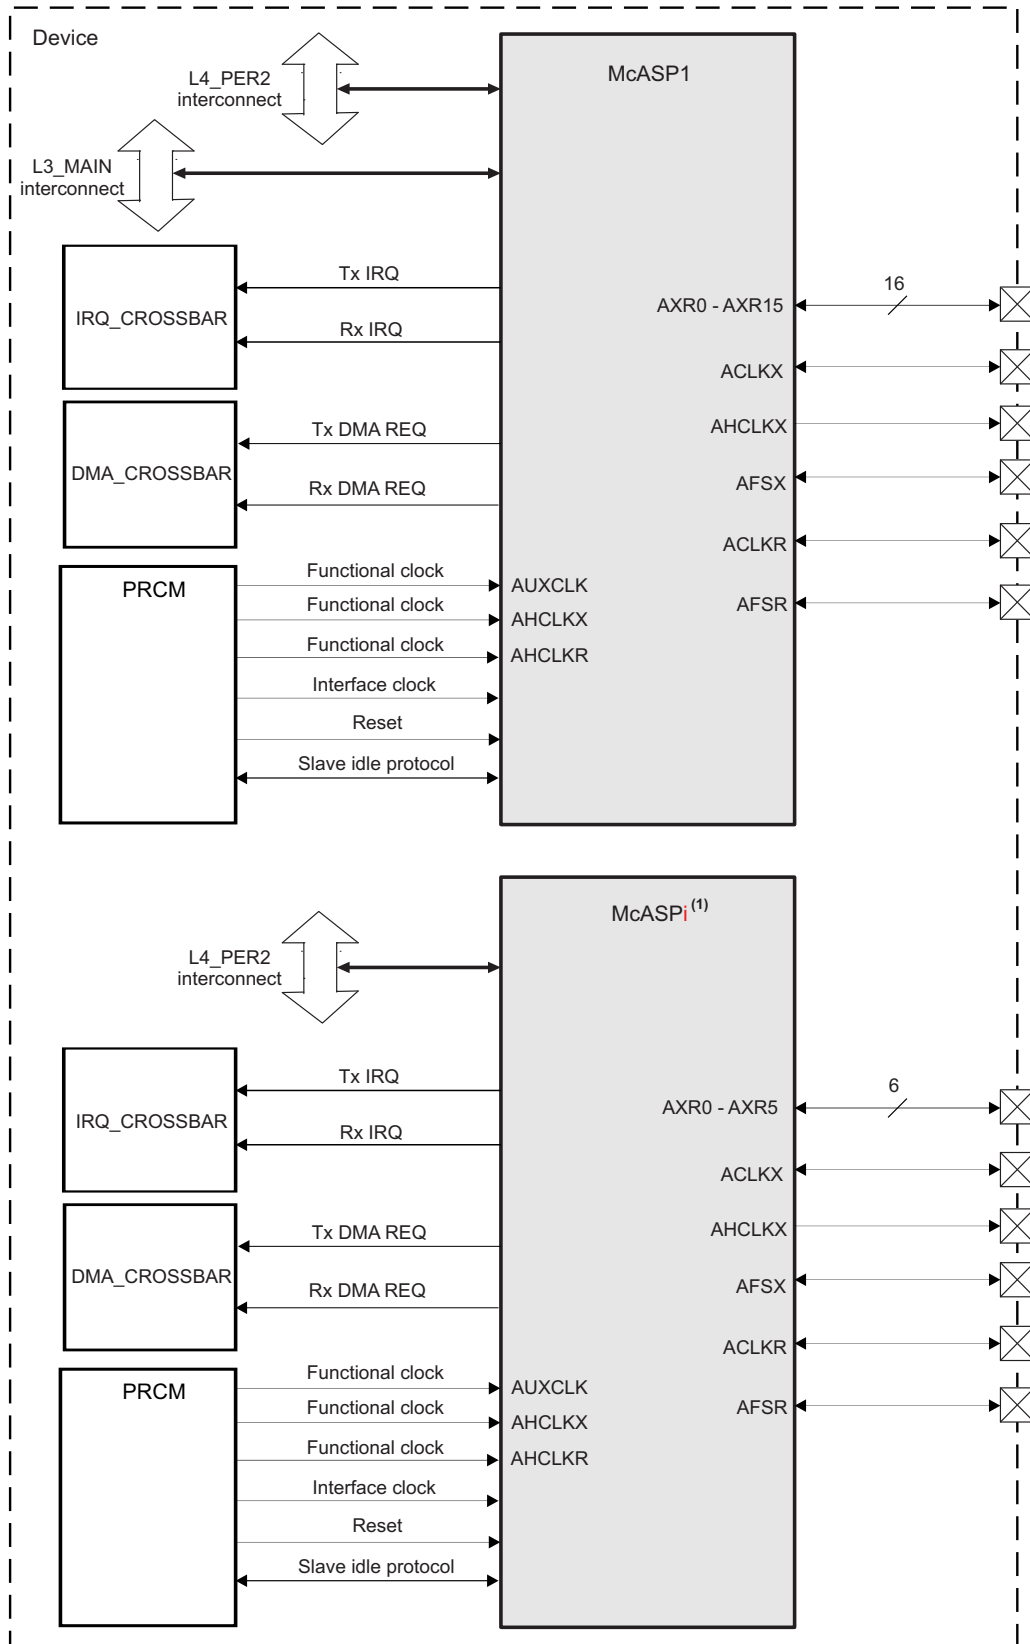 Device
McASP1
L4_PER2
interconnect
L3_MAIN
interconnect
IRQ_CROSSBAR
Tx IRQ
Rx IRQ
AXR0 - AXR15
16
ACLKX
AHCLKX
AFSX
ACLKR
AFSR
DMA_CROSSBAR
Tx DMA REQ
Rx DMA REQ
PRCM
Functional clock
AUXCLK
Functional clock
AHCLKX
Functional clock
AHCLKR
Interface clock
Reset
Slave idle protocol
McASPi (1)
L4_PER2
interconnect
IRQ_CROSSBAR
Tx IRQ
Rx IRQ
AXR0 - AXR5
6
ACLKX
AHCLKX
AFSX
ACLKR
AFSR
DMA_CROSSBAR
Tx DMA REQ
Rx DMA REQ
PRCM
Functional clock
AUXCLK
Functional clock
AHCLKX
Functional clock
AHCLKR
Interface clock
Reset
Slave idle protocol